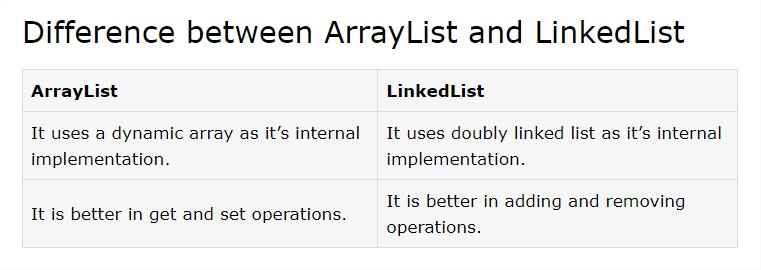 Difference between ArrayList and LinkedList
ArrayList
LinkedList
It uses a dynamic array as it’s internal
implementation.
It uses doubly linked list as it’s internal
implementation.
It is better in get and set operations.
It is better in adding and removing
operations.